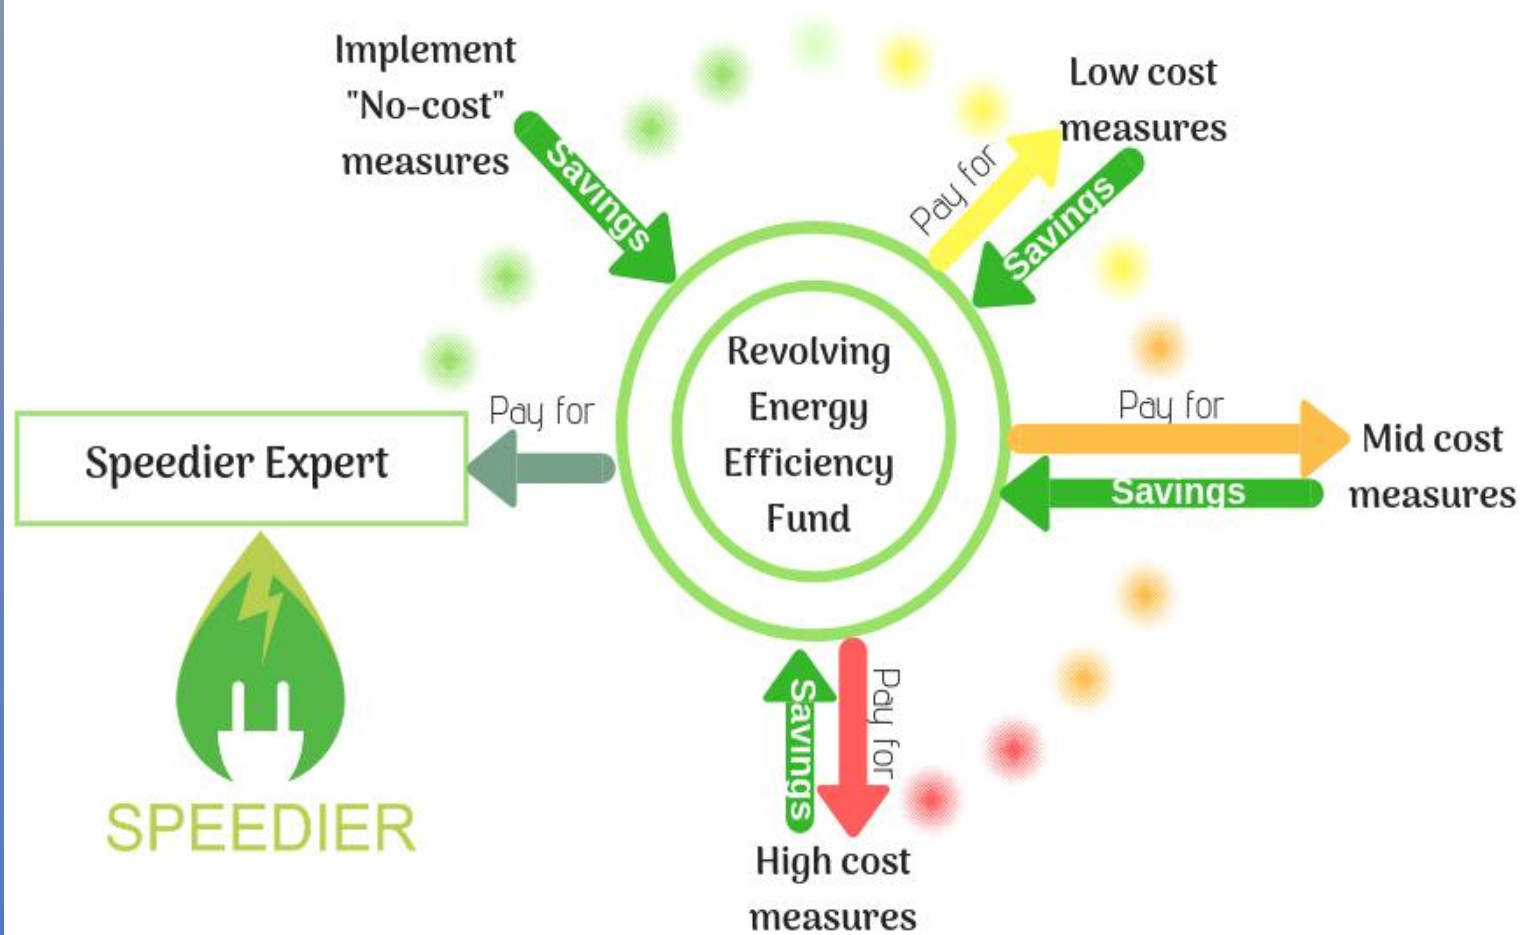 Implement
"No-cost"
measures
Savings
Low cost
measures
Pay for
Savings
Revolving
Energy
Efficiency
Fund
Pay for
Mid cost
measures
Savings
Pay for
Speedier Expert
SPEEDIER
Savings
Pay for
High cost
measures